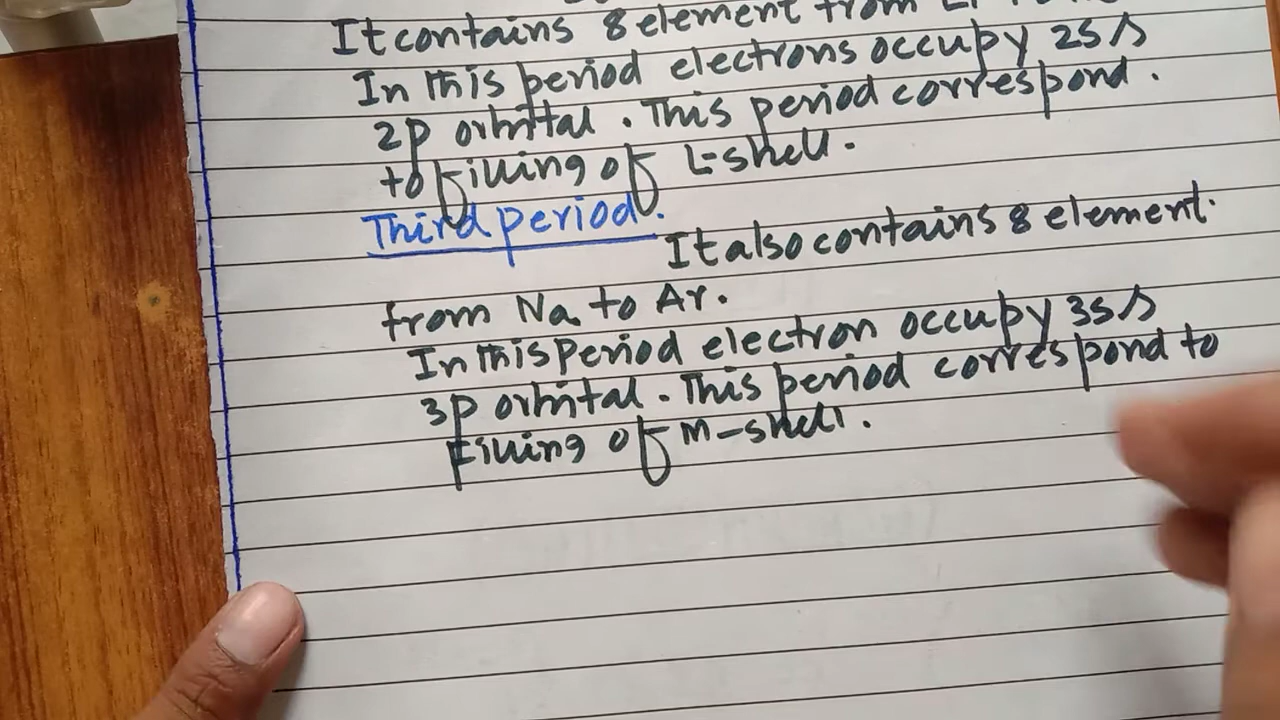 It contains 8 element from Li
In this period electrons occupy 2s &
2p orbital. This period correspond.
to filling of L-shell.
Third period.
It also contains 8 element.
from Na to Ar.
In this period electron occupy 3s &
3p orbital. This period correspond to
Filling of M-shell.